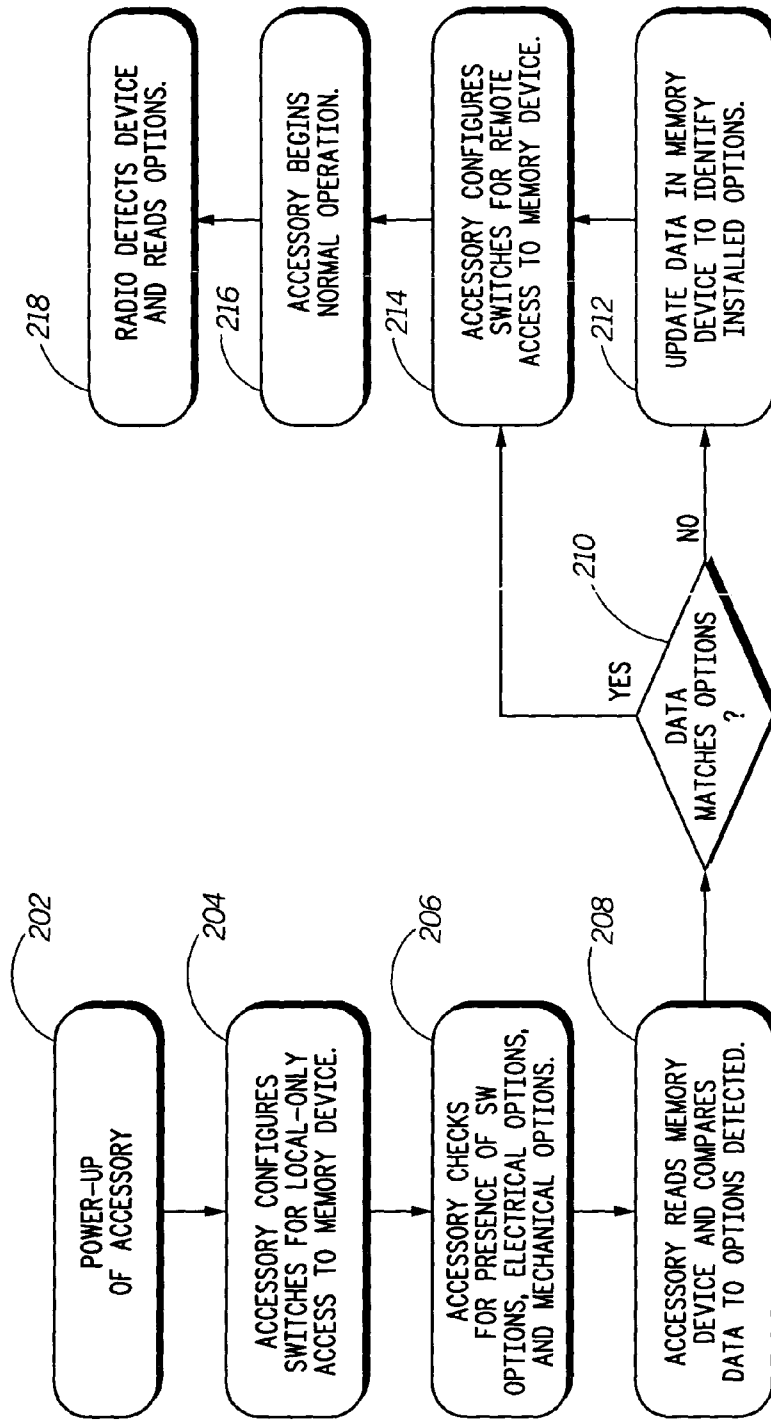 202
POWER-UP
OF ACCESSORY
204
ACCESSORY CONFIGURES
SWITCHES FOR LOCAL-ONLY
ACCESS TO MEMORY DEVICE.
206
ACCESSORY CHECKS
FOR PRESENCE OF SW
OPTIONS, ELECTRICAL OPTIONS,
AND MECHANICAL OPTIONS.
208
ACCESSORY READS MEMORY
DEVICE AND COMPARES
DATA TO OPTIONS DETECTED.
210
DATA
MATCHES OPTIONS
?
YES
NO
212
UPDATE DATA IN MEMORY
DEVICE TO IDENTIFY
INSTALLED OPTIONS.
214
ACCESSORY CONFIGURES
SWITCHES FOR REMOTE
ACCESS TO MEMORY DEVICE.
216
ACCESSORY BEGINS
NORMAL OPERATION.
218
RADIO DETECTS DEVICE
AND READS OPTIONS.